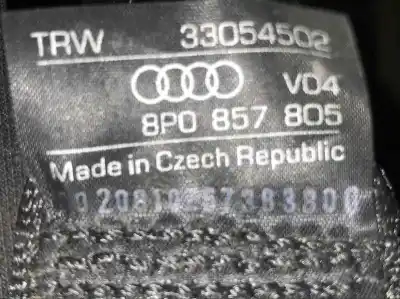 TRW 33054502
V04
8P0 857 805
Made in Czech Republic